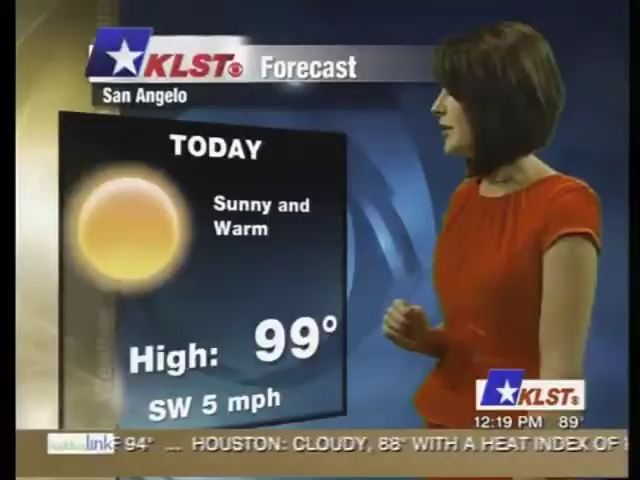 KLST Forecast
San Angelo
TODAY
Sunny and
Warm
High: 99°
SW 5 mph
KLST
12:19 PM 89°
link F 94° ... HOUSTON: CLOUDY, 88° WITH A HEAT INDEX OF